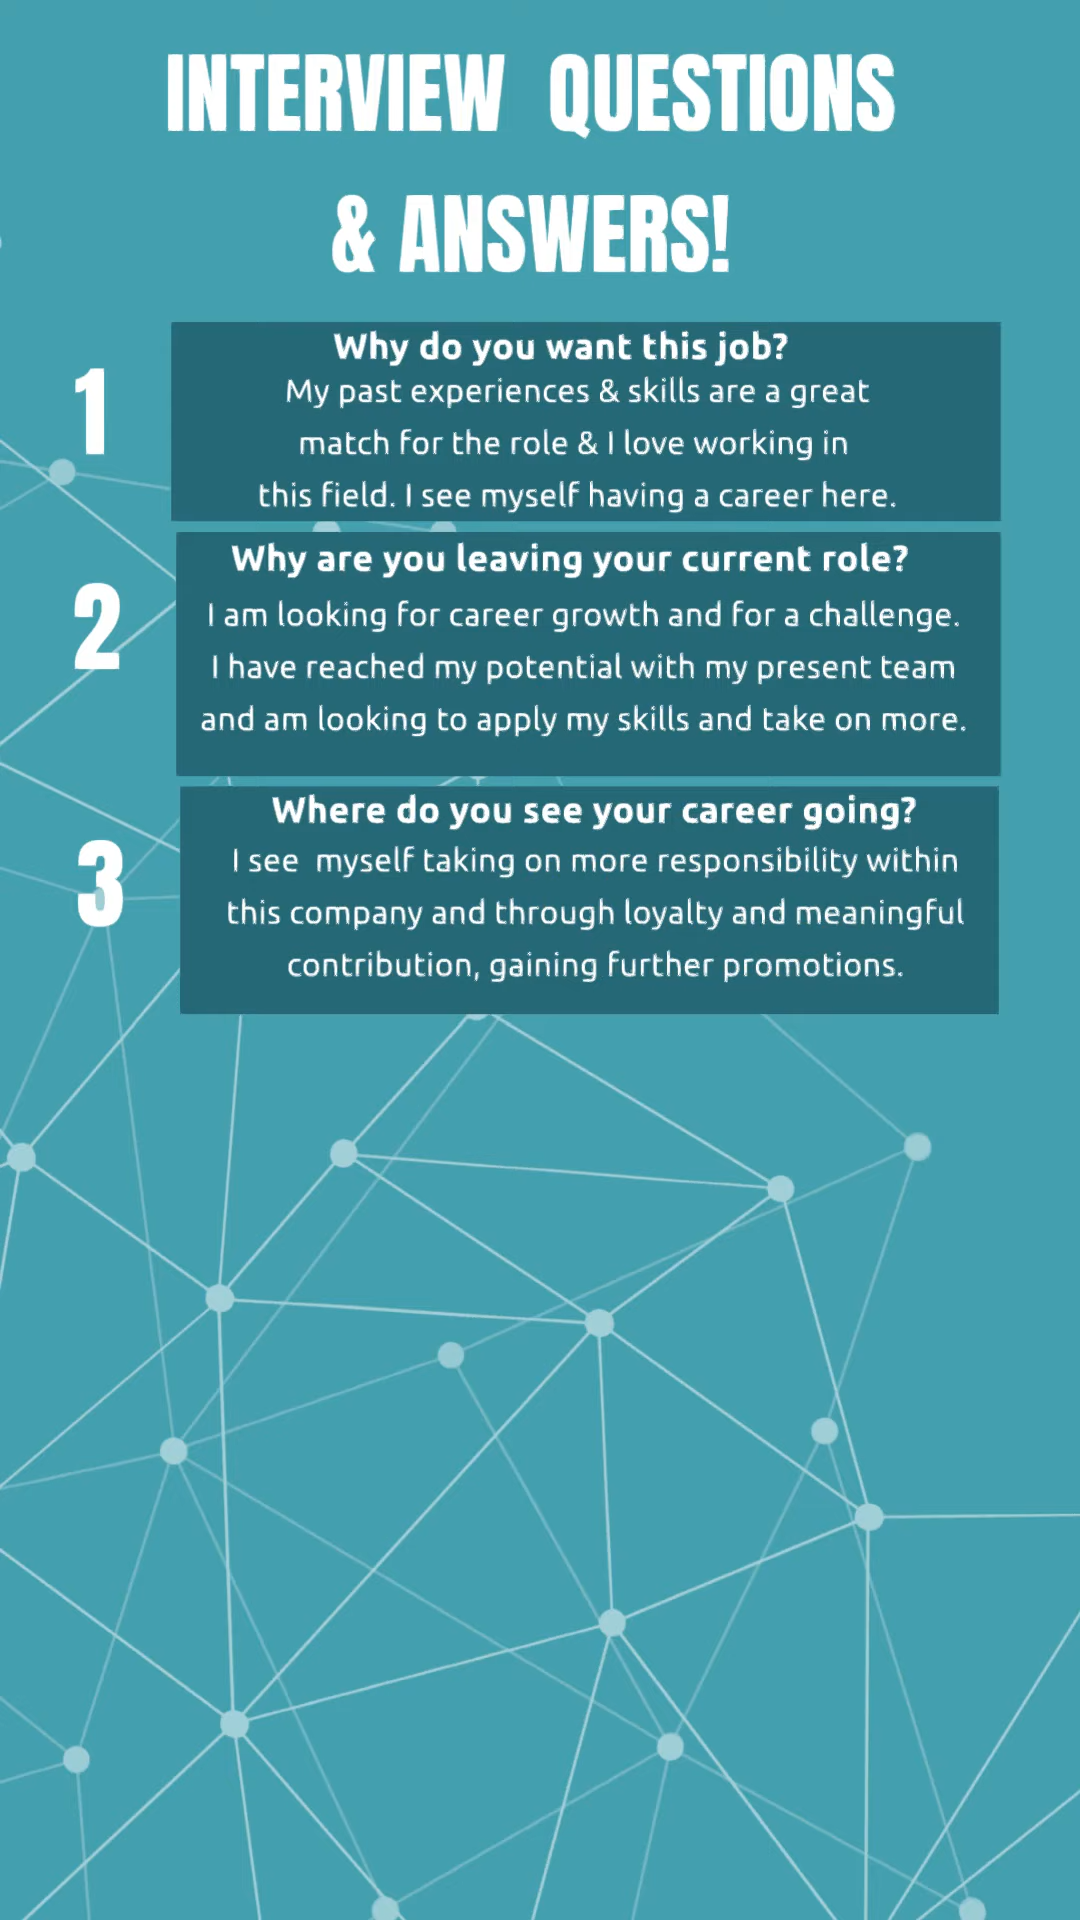 INTERVIEW QUESTIONS
& ANSWERS!
1
Why do you want this job?
My past experiences & skills are a great
match for the role & I love working in
this field. I see myself having a career here.
2
Why are you leaving your current role?
I am looking for career growth and for a challenge.
I have reached my potential with my present team
and am looking to apply my skills and take on more.
3
Where do you see your career going?
I see myself taking on more responsibility within
this company and through loyalty and meaningful
contribution, gaining further promotions.